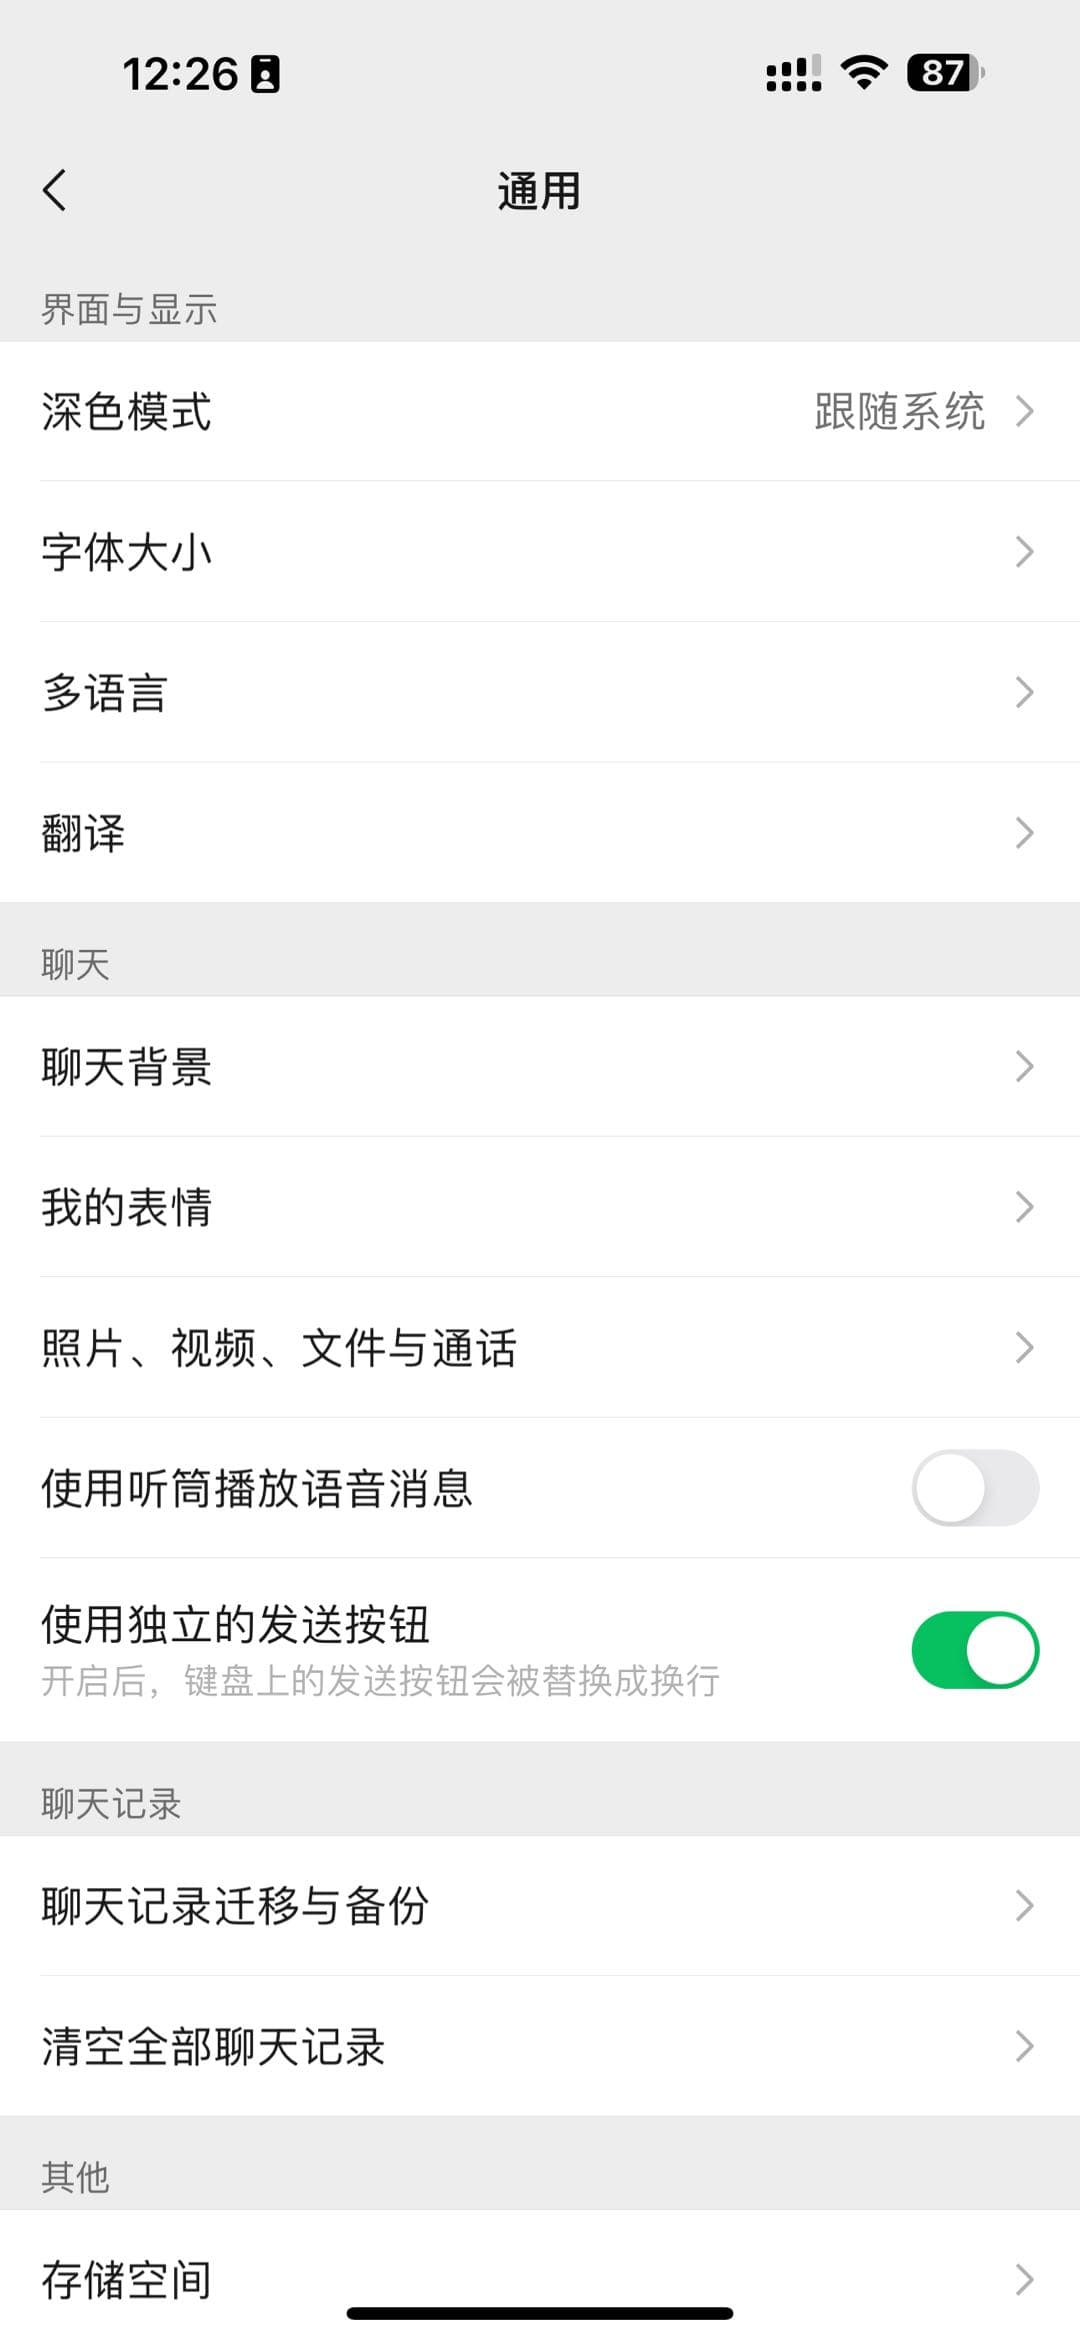 12:26
87
通用
界面与显示
深色模式 跟随系统
字体大小
多语言
翻译
聊天
聊天背景
我的表情
照片、视频、文件与通话
使用听筒播放语音消息
使用独立的发送按钮
开启后，键盘上的发送按钮会被替换成换行
聊天记录
聊天记录迁移与备份
清空全部聊天记录
其他
存储空间